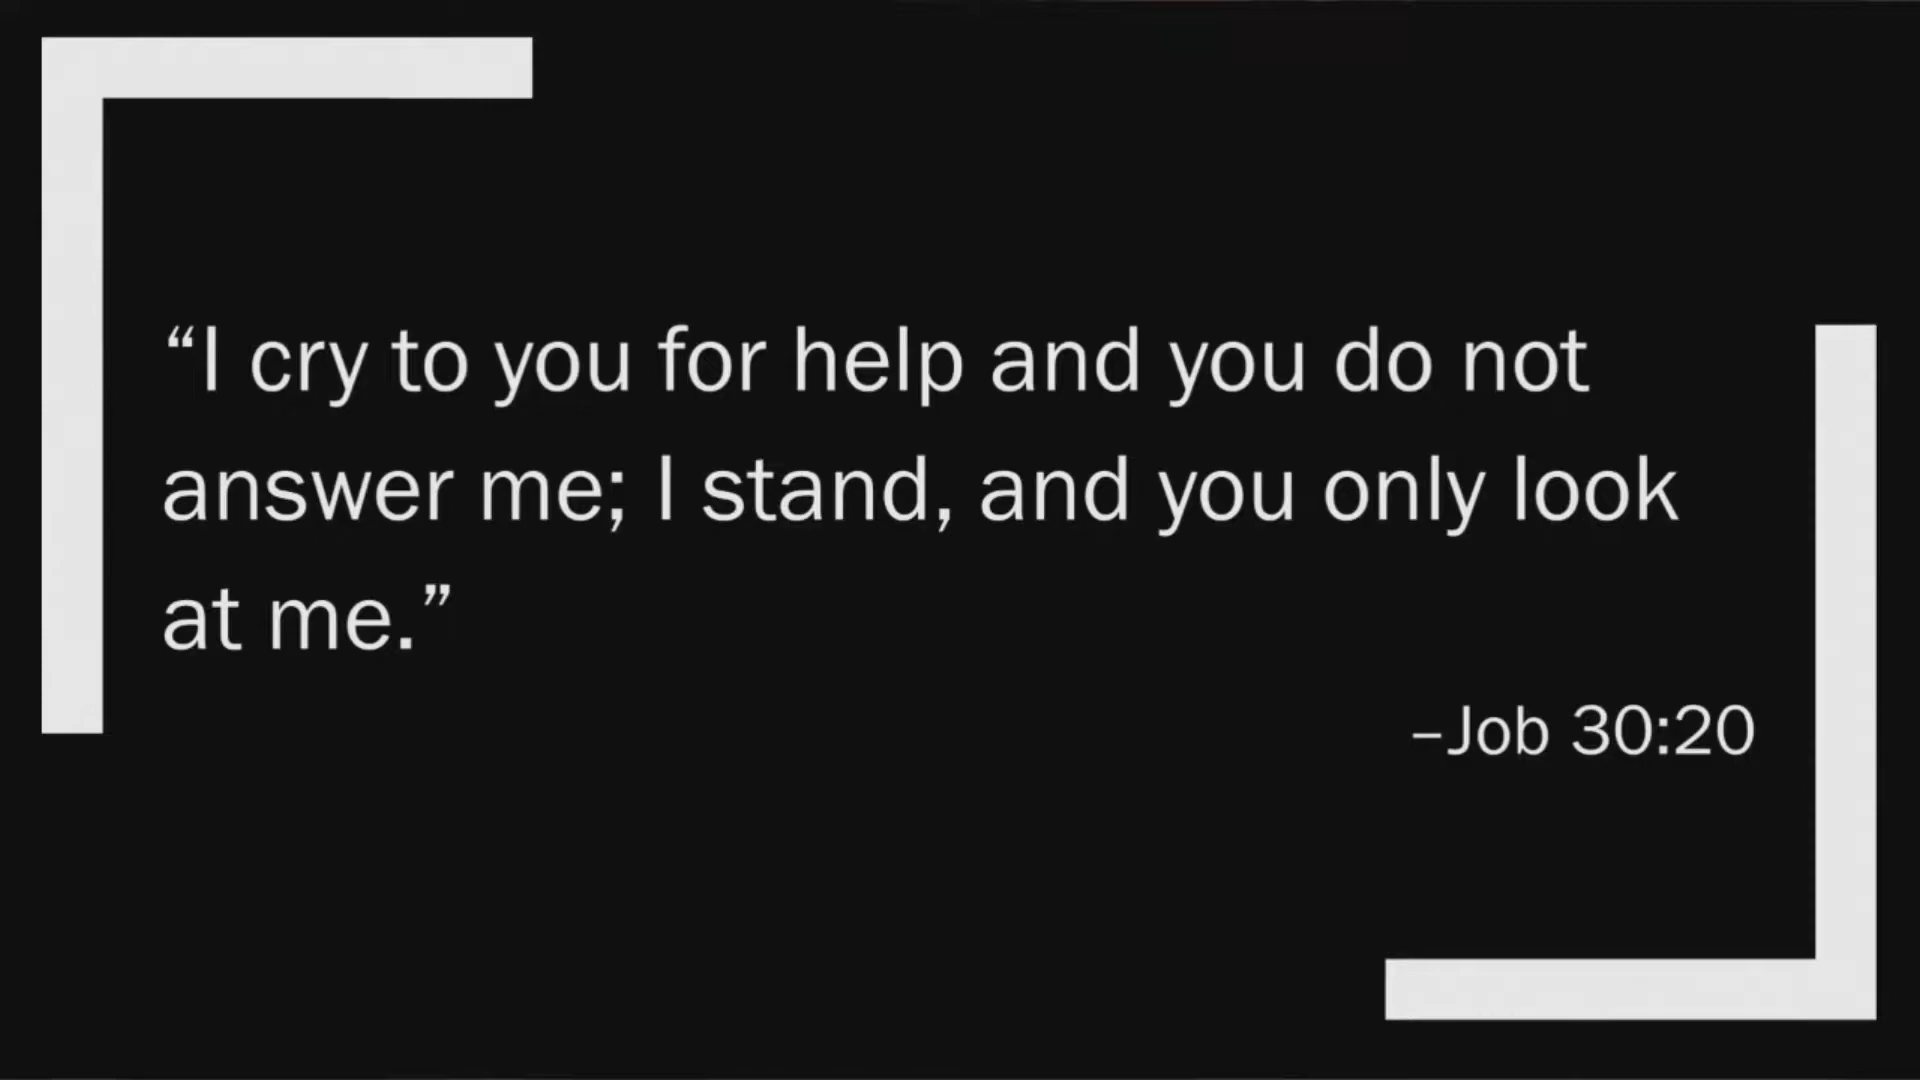 “I cry to you for help and you do not
answer me; I stand, and you only look
at me.”
–Job 30:20